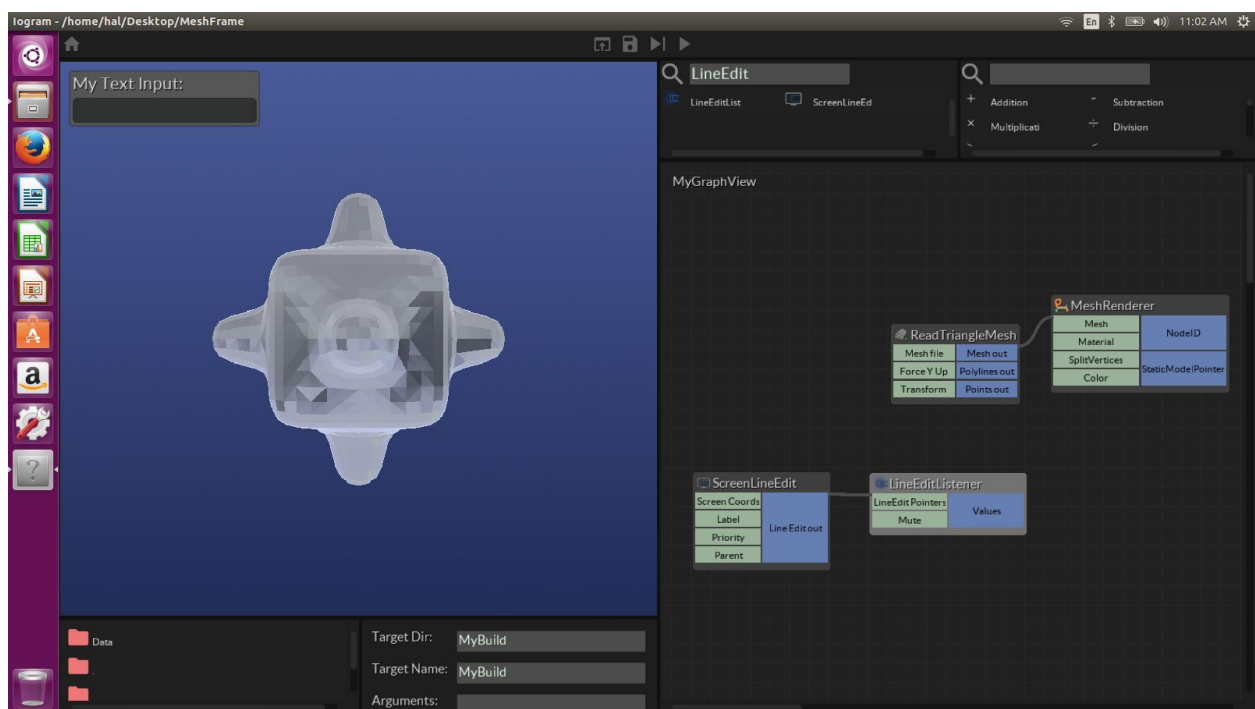 Iogram - /home/hal/Desktop/MeshFrame
En
11:02 AM
My Text Input:
LineEdit
LineEditList
ScreenLineEd
+ Addition
- Subtraction
× Multiplicati
÷ Division
MyGraphView
MeshRenderer
Mesh
Material
SplitVertices
Color
NodeID
StaticModelPointer
ReadTriangleMesh
Mesh file
Mesh out
Force Y Up
Polylines out
Transform
Points out
ScreenLineEdit
Screen Coords
Label
Priority
Parent
Line Edit out
LineEditListener
LineEdit Pointers
Mute
Values
Data
.
Target Dir:
MyBuild
Target Name:
MyBuild
Arguments:
a
?